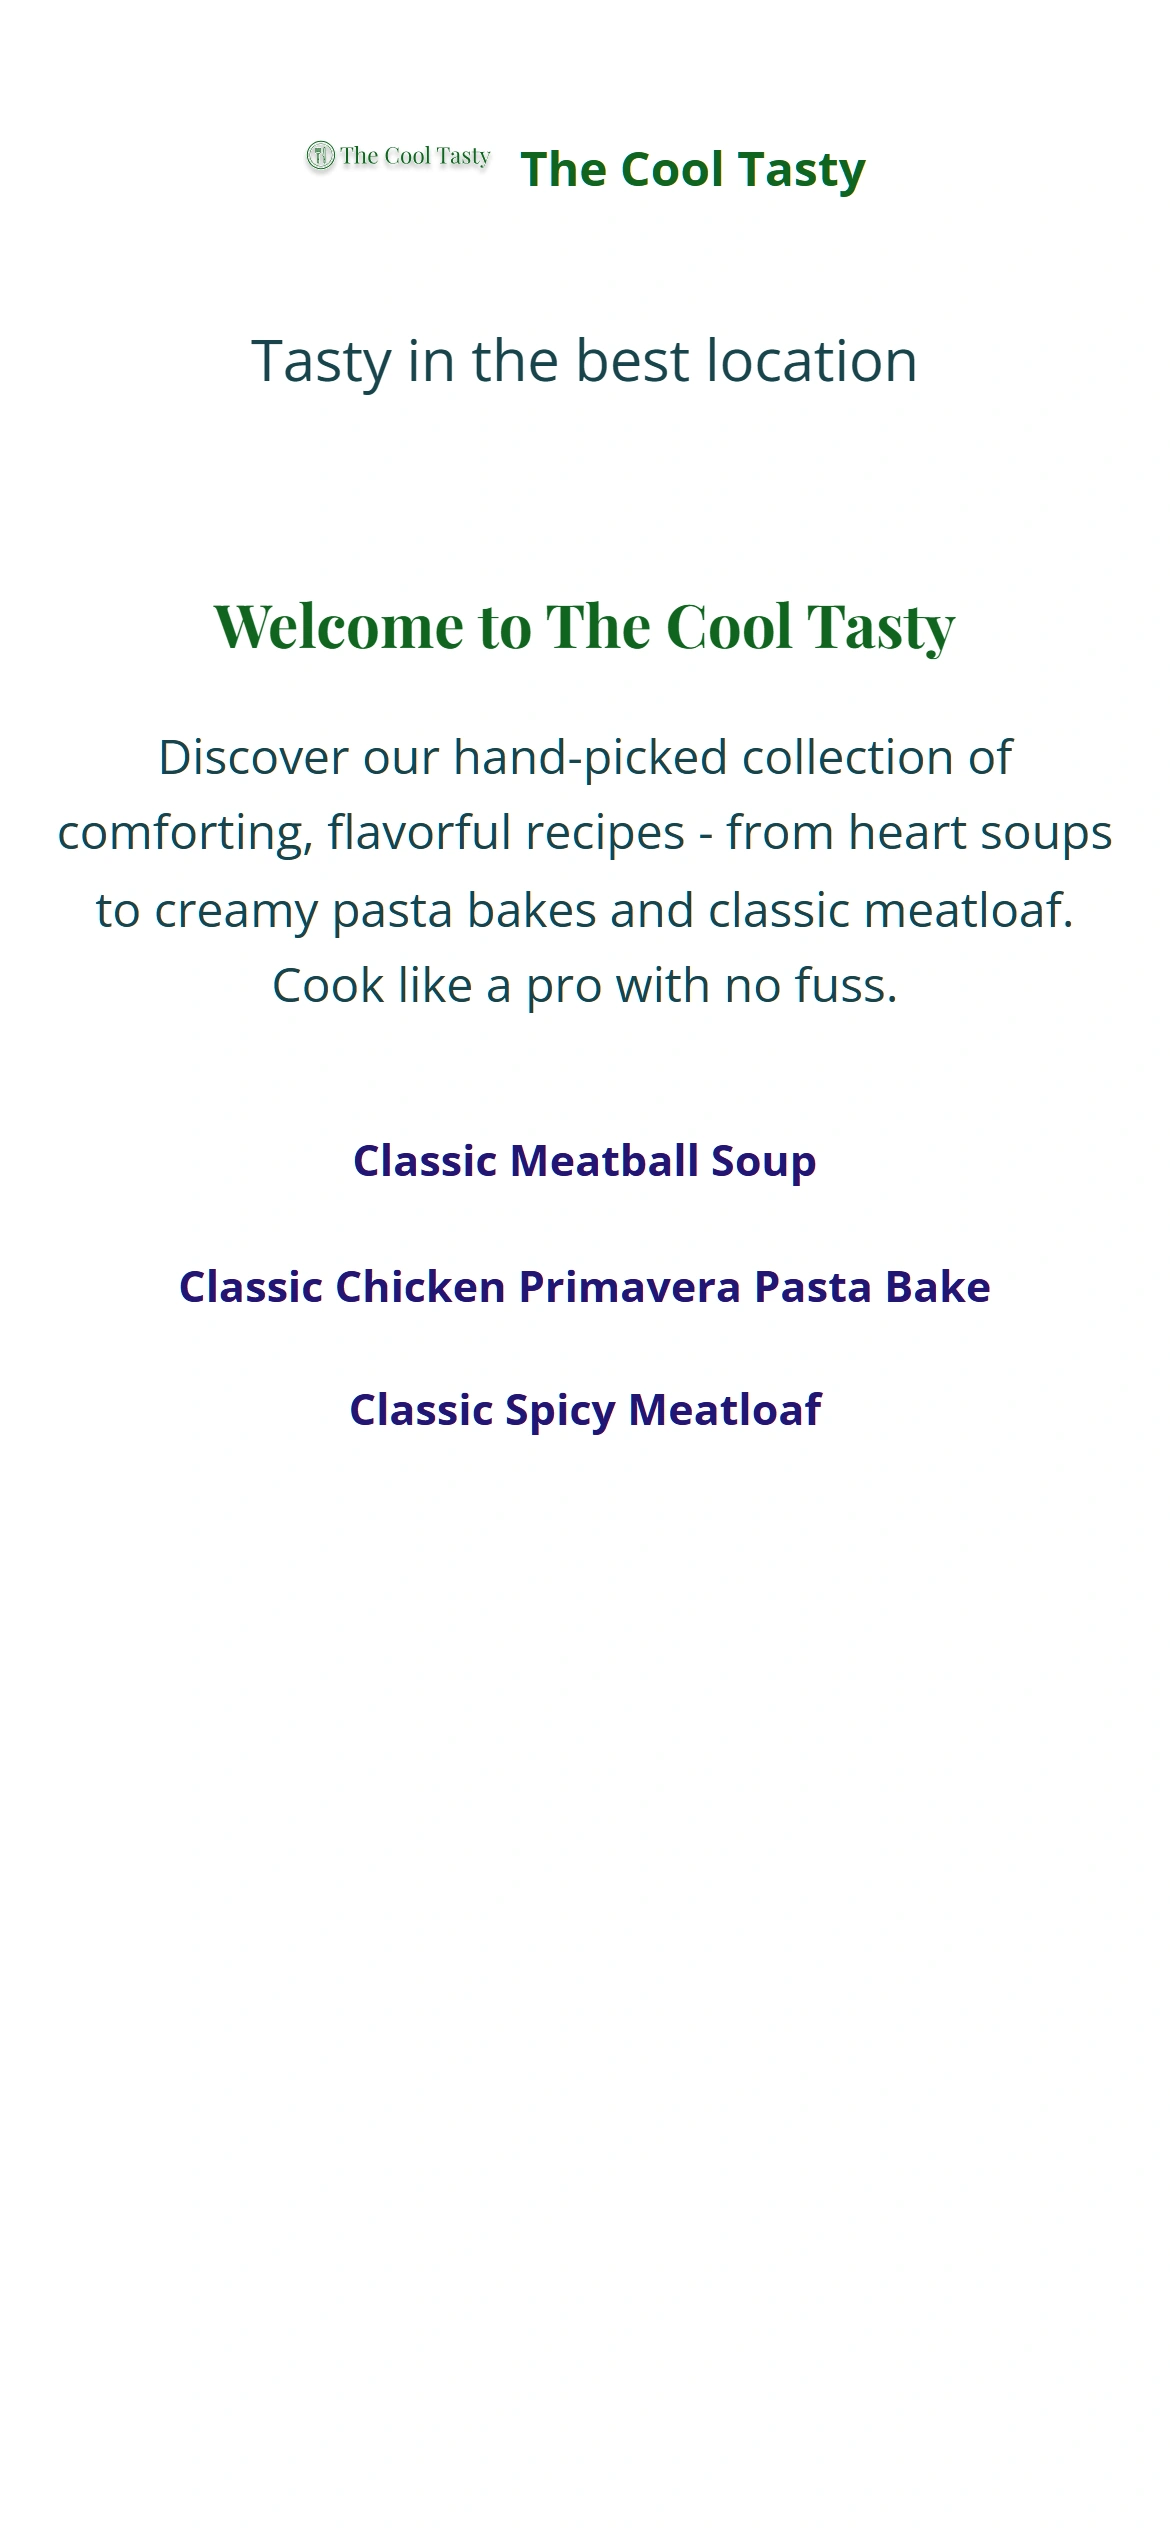 The Cool Tasty The Cool Tasty
Tasty in the best location
Welcome to The Cool Tasty
Discover our hand-picked collection of
comforting, flavorful recipes - from heart soups
to creamy pasta bakes and classic meatloaf.
Cook like a pro with no fuss.
Classic Meatball Soup
Classic Chicken Primavera Pasta Bake
Classic Spicy Meatloaf